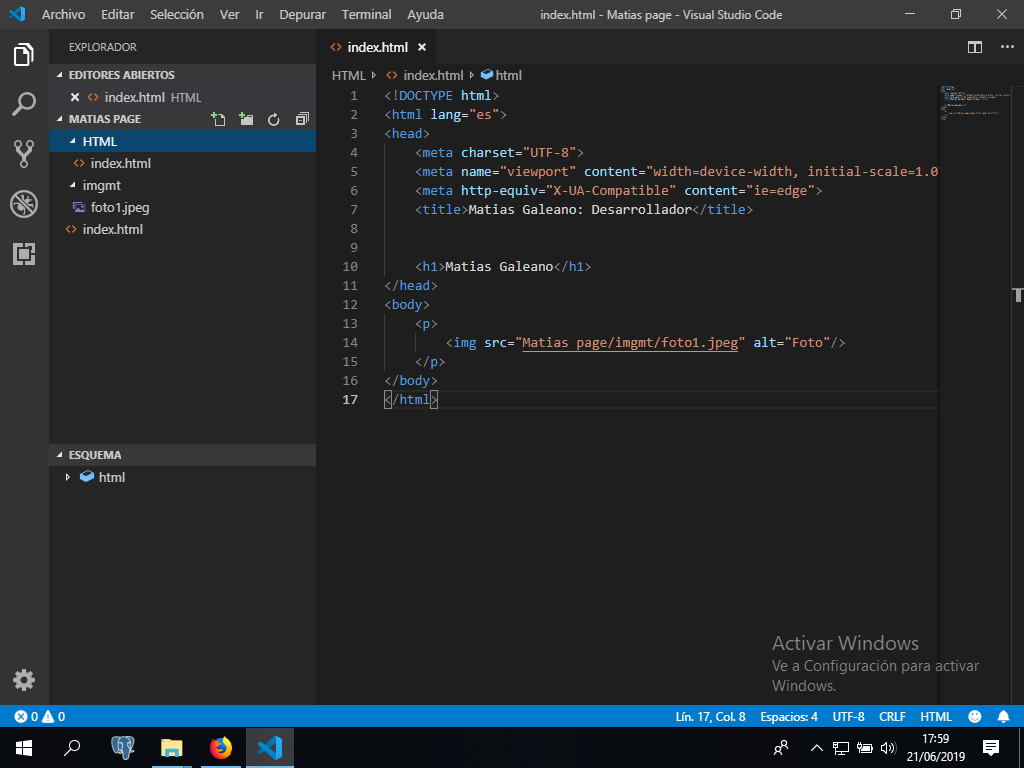 Archivo Editar Selección Ver Ir Depurar Terminal Ayuda index.html - Matias page - Visual Studio Code
EXPLORADOR
EDITORES ABIERTOS
index.html HTML
MATIAS PAGE
HTML
index.html
imgmt
foto1.jpeg
index.html
ESQUEMA
html
index.html
HTML index.html html
1 <!DOCTYPE html>
2 <html lang="es">
3 <head>
4 <meta charset="UTF-8">
5 <meta name="viewport" content="width=device-width, initial-scale=1.0
6 <meta http-equiv="X-UA-Compatible" content="ie=edge">
7 <title>Matias Galeano: Desarrollador</title>
8
9
10 <h1>Matias Galeano</h1>
11 </head>
12 <body>
13 <p>
14 <img src="Matias page/imgmt/foto1.jpeg" alt="Foto"/>
15 </p>
16 </body>
17 </html>
Activar Windows
Ve a Configuración para activar
Windows.
0 0 Lín. 17, Col. 8 Espacios: 4 UTF-8 CRLF HTML
17:59
21/06/2019